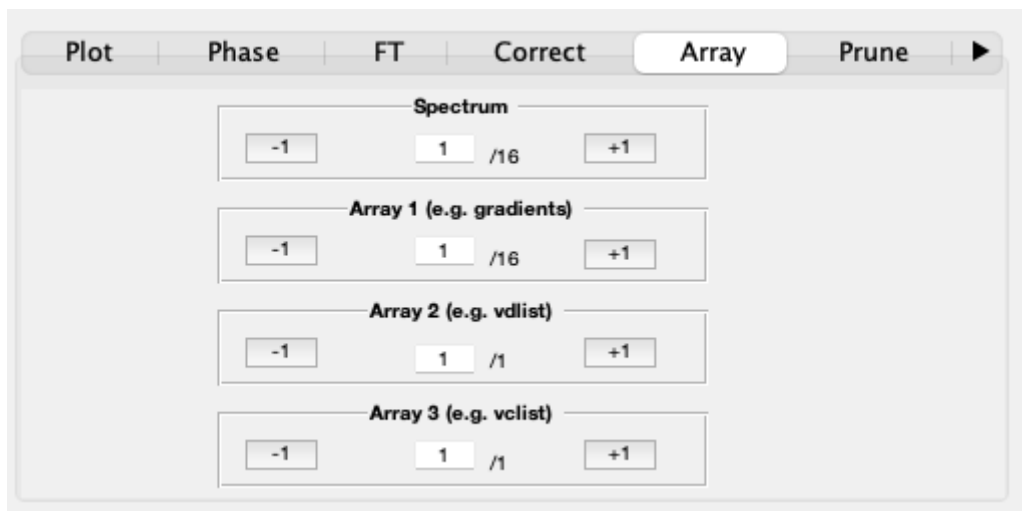 Plot Phase FT Correct Array Prune ▶
Spectrum
-1 1 /16 +1
Array 1 (e.g. gradients)
-1 1 /16 +1
Array 2 (e.g. vdlist)
-1 1 /1 +1
Array 3 (e.g. vclist)
-1 1 /1 +1